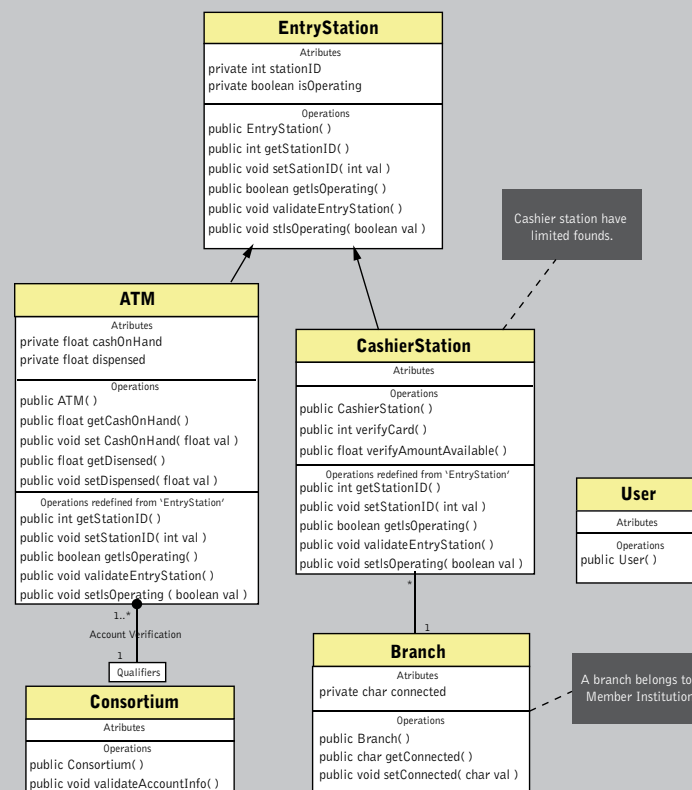 EntryStation
Atributes
private int stationID
private boolean isOperating
Operations
public EntryStation( )
public int getStationID( )
public void setSationID( int val )
public boolean getIsOperating( )
public void validateEntryStation( )
public void stIsOperating( boolean val )
Cashier station have
limited founds.
ATM
Atributes
private float cashOnHand
private float dispensed
Operations
public ATM( )
public float getCashOnHand( )
public void set CashOnHand( float val )
public float getDisensed( )
public void setDispensed( float val )
Operations redefined from 'EntryStation'
public int getStationID( )
public void setStationID( int val )
public boolean getIsOperating( )
public void validateEntryStation( )
public void setIsOperating ( boolean val )
CashierStation
Atributes
Operations
public CashierStation( )
public int verifyCard( )
public float verifyAmountAvailable( )
Operations redefined from 'EntryStation'
public int getStationID( )
public void setStationID( int val )
public boolean getIsOperating( )
public void validateEntryStation( )
public void setIsOperating( boolean val )
User
Atributes
Operations
public User( )
1..*
Account Verification
1
Qualifiers
*
1
Consortium
Atributes
Operations
public Consortium( )
public void validateAccountInfo( )
Branch
Atributes
private char connected
Operations
public Branch( )
public char getConnected( )
public void setConnected( char val )
A branch belongs to
Member Institution